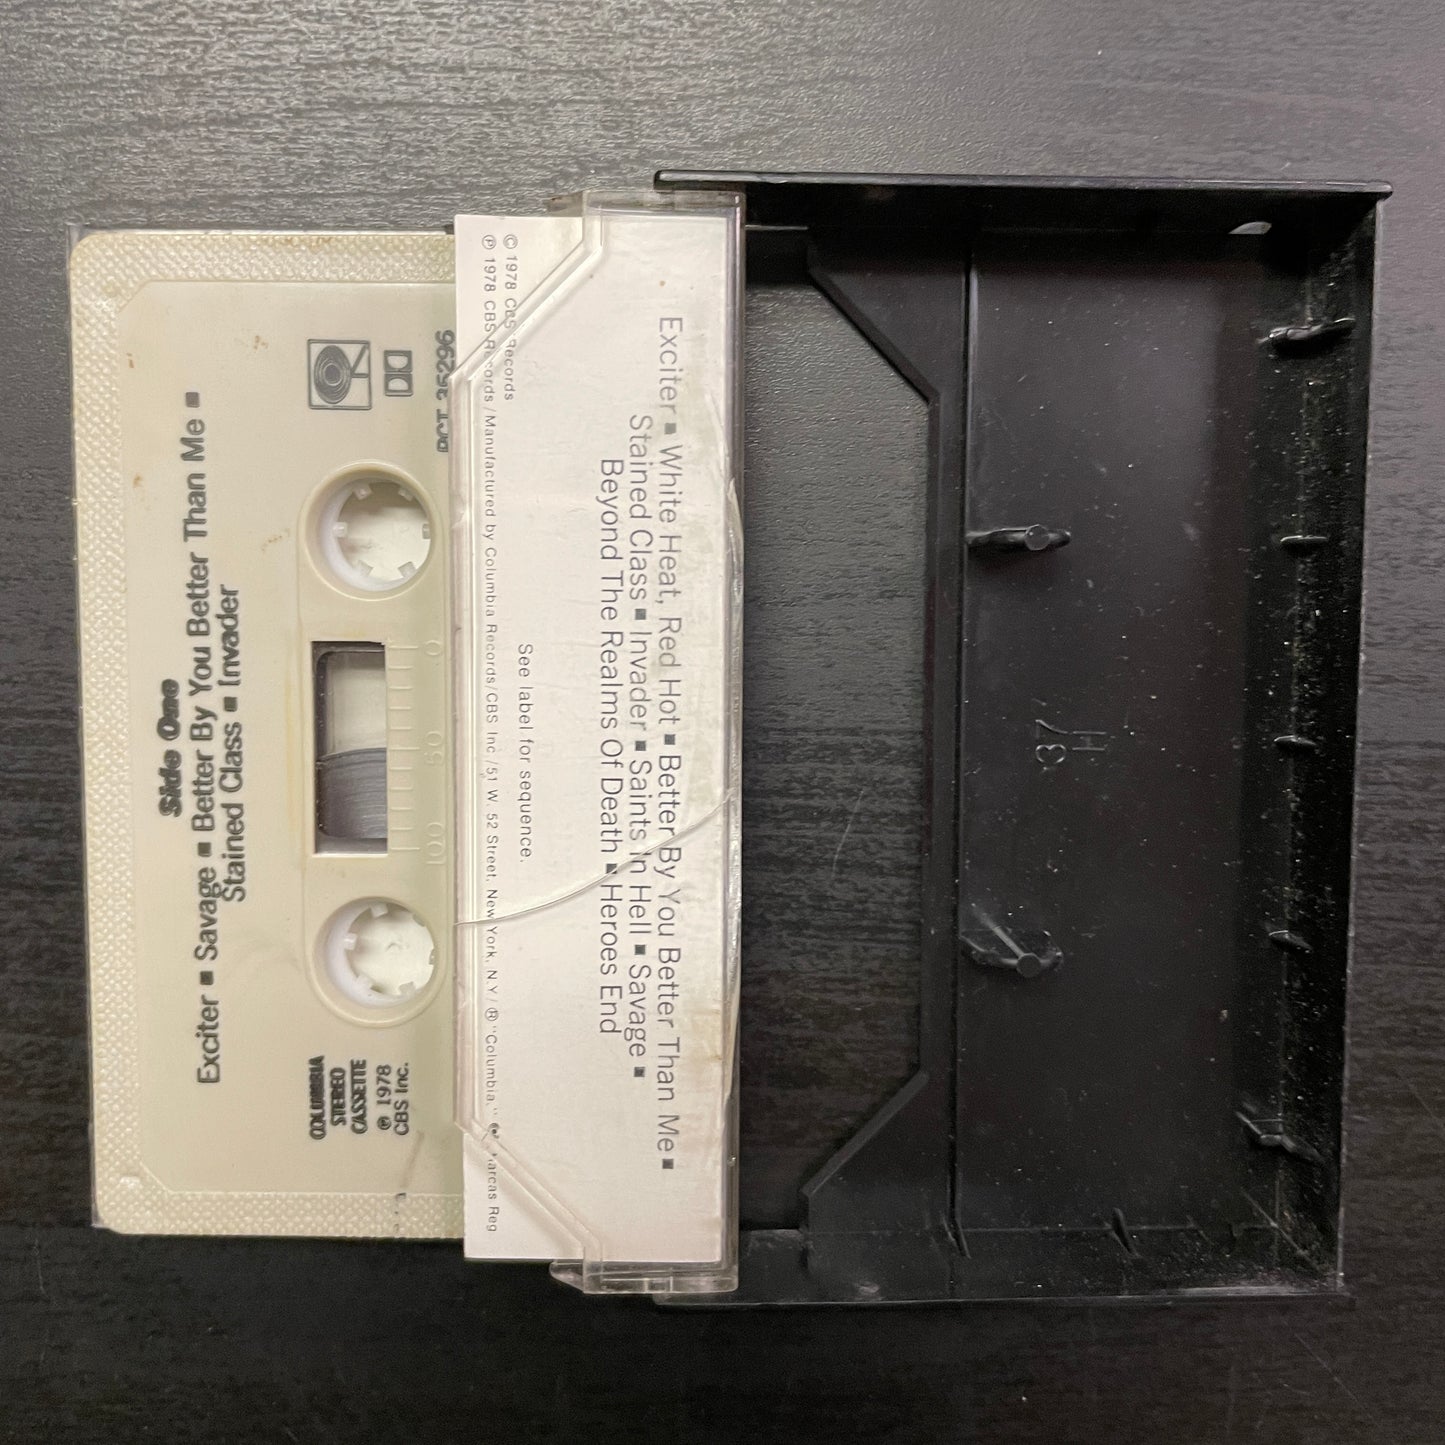 Side One
Exciter ■ Savage ■ Better By You Better Than Me ■
Stained Class ■ Invader
COLUMBIA
STEREO
CASSETTE
℗ 1978
CBS Inc.
PCT 35296
0 50 100
Exciter ■ White Heat, Red Hot ■ Better By You Better Than Me ■
Stained Class ■ Invader ■ Saints In Hell ■ Savage ■
Beyond The Realms Of Death ■ Heroes End
See label for sequence.
© 1978 CBS Records
℗ 1978 CBS Records/Manufactured by Columbia Records/CBS Inc/51 W. 52 Street, New York, N.Y./® "Columbia," Marcas Reg
37
H